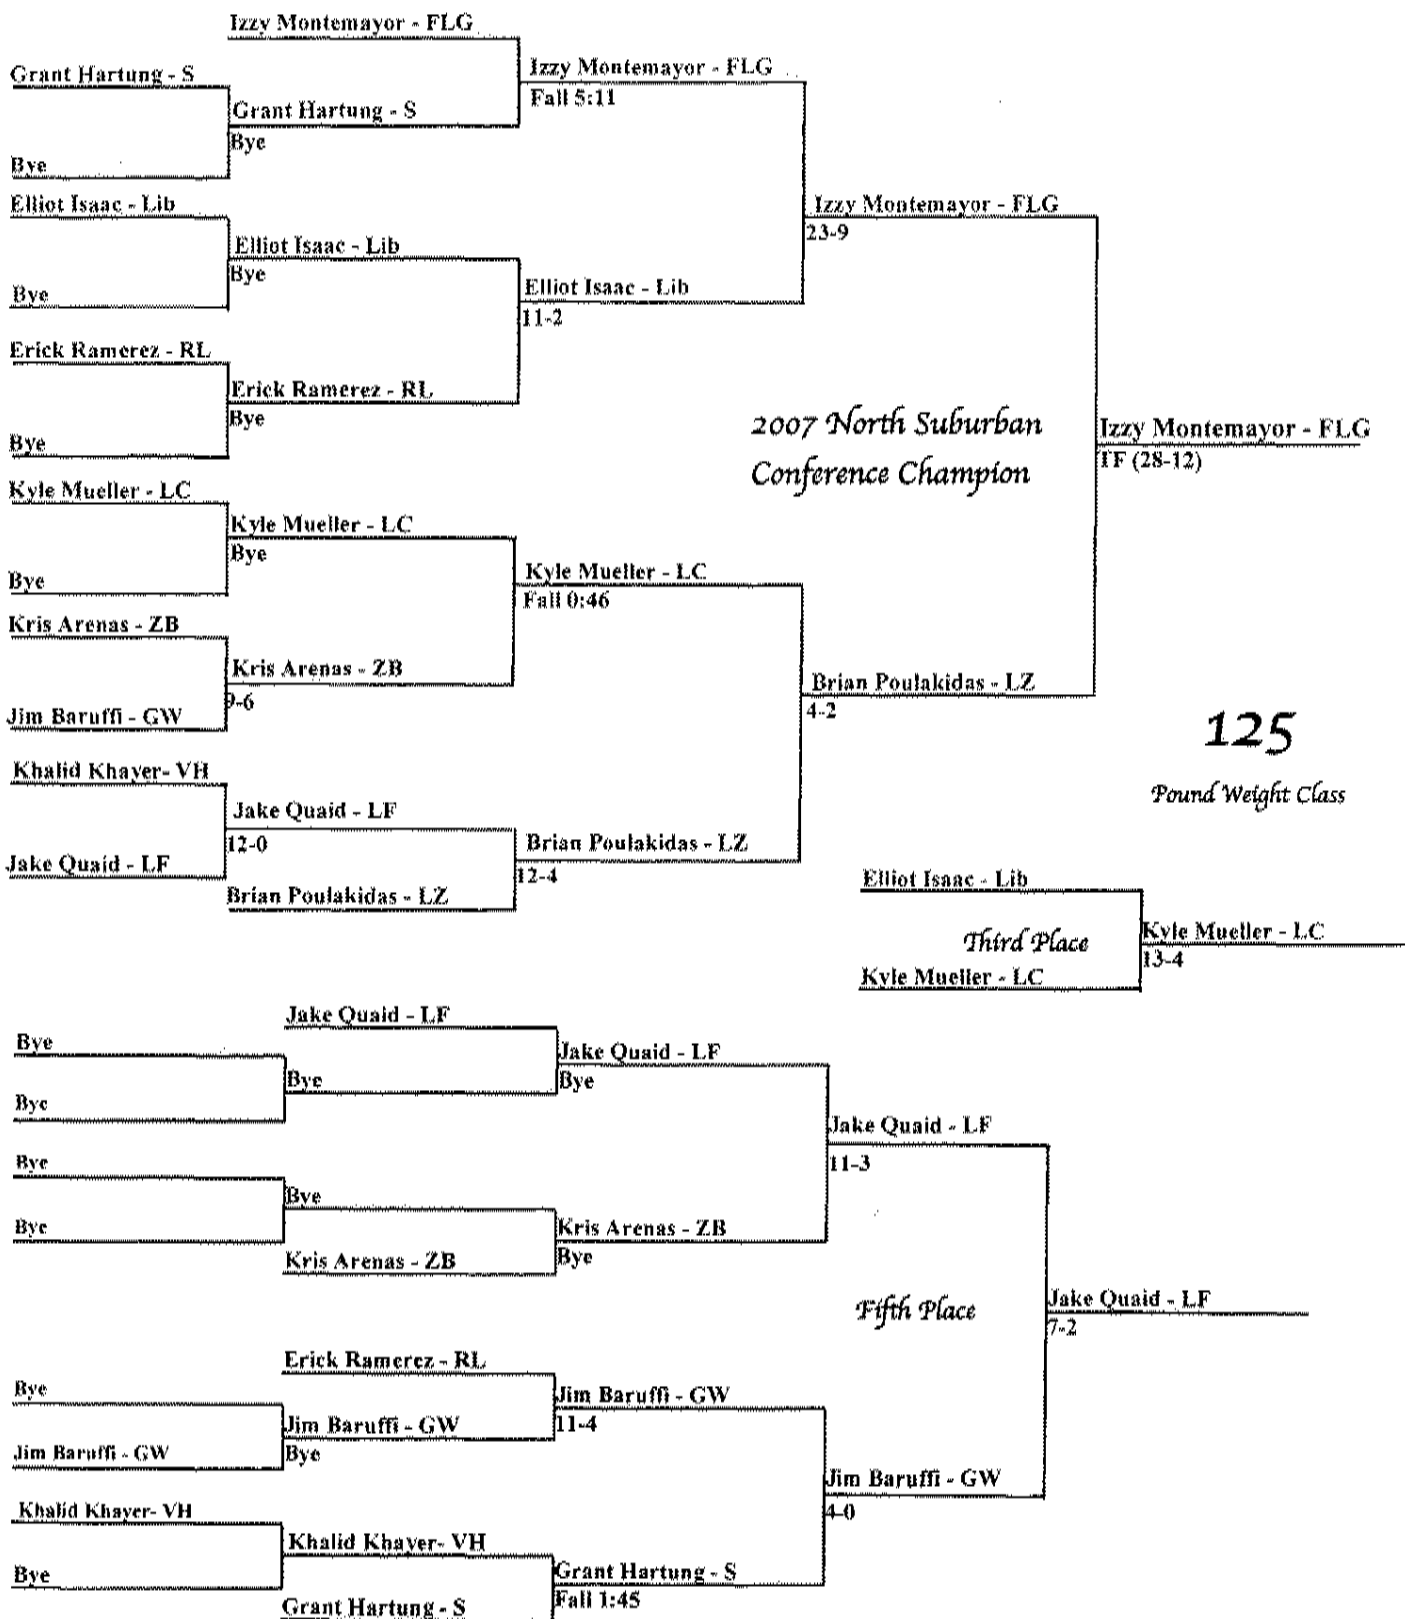 Izzy Montemayor - FLG
Grant Hartung - S
Izzy Montemayor - FLG
Fall 5:11
Grant Hartung - S
Bye
Bye
Elliot Isaac - Lib
Izzy Montemayor - FLG
23-9
Elliot Isaac - Lib
Bye
Bye
Elliot Isaac - Lib
11-2
Erick Ramerez - RL
Erick Ramerez - RL
Bye
Bye
2007 North Suburban
Conference Champion
Izzy Montemayor - FLG
TF (28-12)
Kyle Mueller - LC
Kyle Mueller - LC
Bye
Bye
Kyle Mueller - LC
Fall 0:46
Kris Arenas - ZB
Kris Arenas - ZB
9-6
Jim Baruffi - GW
Brian Poulakidas - LZ
4-2
125
Pound Weight Class
Khalid Khayer- VH
Jake Quaid - LF
12-0
Jake Quaid - LF
Brian Poulakidas - LZ
12-4
Brian Poulakidas - LZ
Elliot Isaac - Lib
Third Place
Kyle Mueller - LC
13-4
Kyle Mueller - LC
Jake Quaid - LF
Bye
Jake Quaid - LF
Bye
Bye
Bye
Jake Quaid - LF
11-3
Bye
Bye
Bye
Kris Arenas - ZB
Bye
Kris Arenas - ZB
Fifth Place
Jake Quaid - LF
7-2
Erick Ramerez - RL
Bye
Jim Baruffi - GW
11-4
Jim Baruffi - GW
Bye
Jim Baruffi - GW
Jim Baruffi - GW
4-0
Khalid Khayer- VH
Khalid Khayer- VH
Bye
Grant Hartung - S
Fall 1:45
Grant Hartung - S